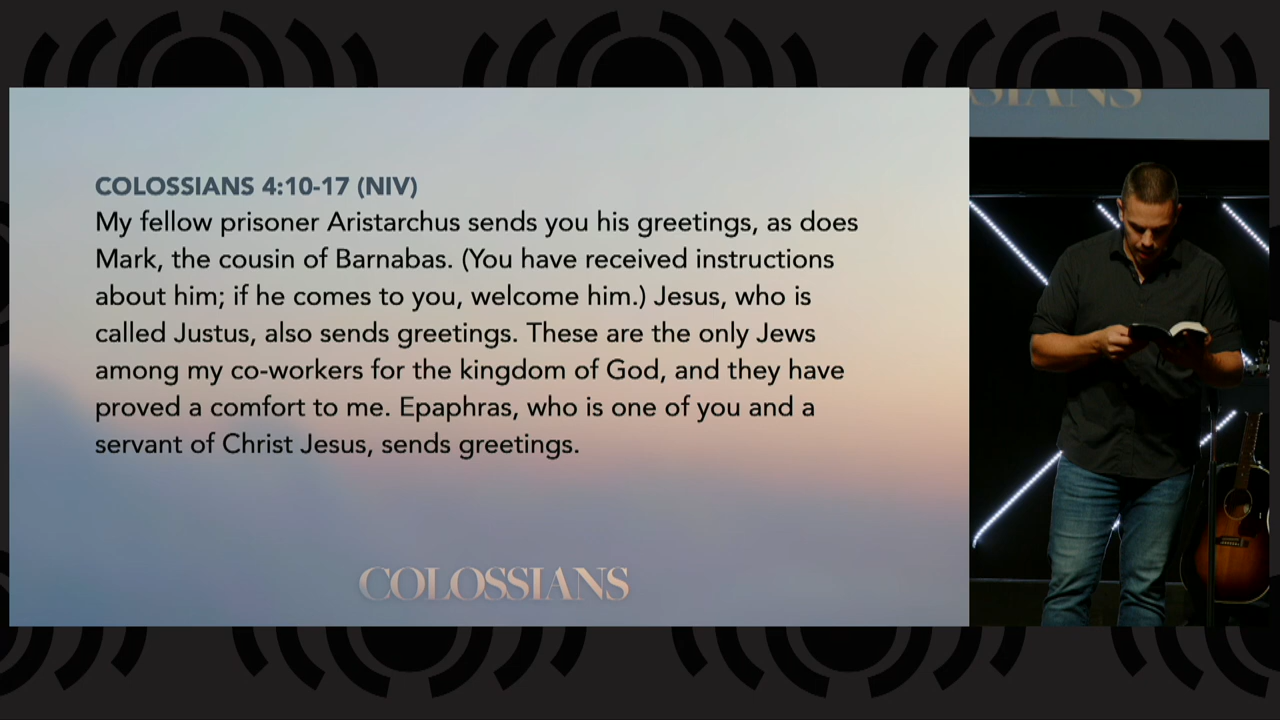 COLOSSIANS 4:10-17 (NIV)
My fellow prisoner Aristarchus sends you his greetings, as does
Mark, the cousin of Barnabas. (You have received instructions
about him; if he comes to you, welcome him.) Jesus, who is
called Justus, also sends greetings. These are the only Jews
among my co-workers for the kingdom of God, and they have
proved a comfort to me. Epaphras, who is one of you and a
servant of Christ Jesus, sends greetings.
COLOSSIANS
SIANS